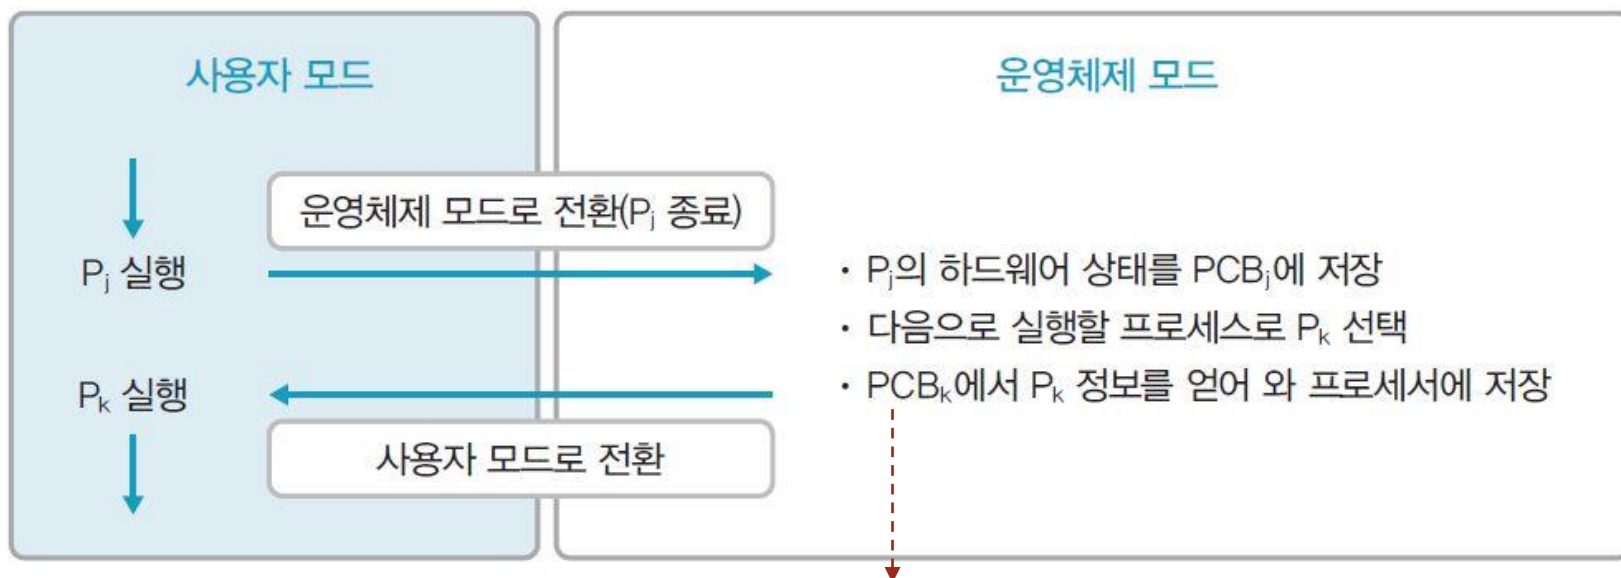 사용자 모드
운영체제 모드
운영체제 모드로 전환(Pj 종료)
Pj 실행
· Pj의 하드웨어 상태를 PCBj에 저장
· 다음으로 실행할 프로세스로 Pk 선택
Pk 실행
· PCBk에서 Pk 정보를 얻어 와 프로세서에 저장
사용자 모드로 전환